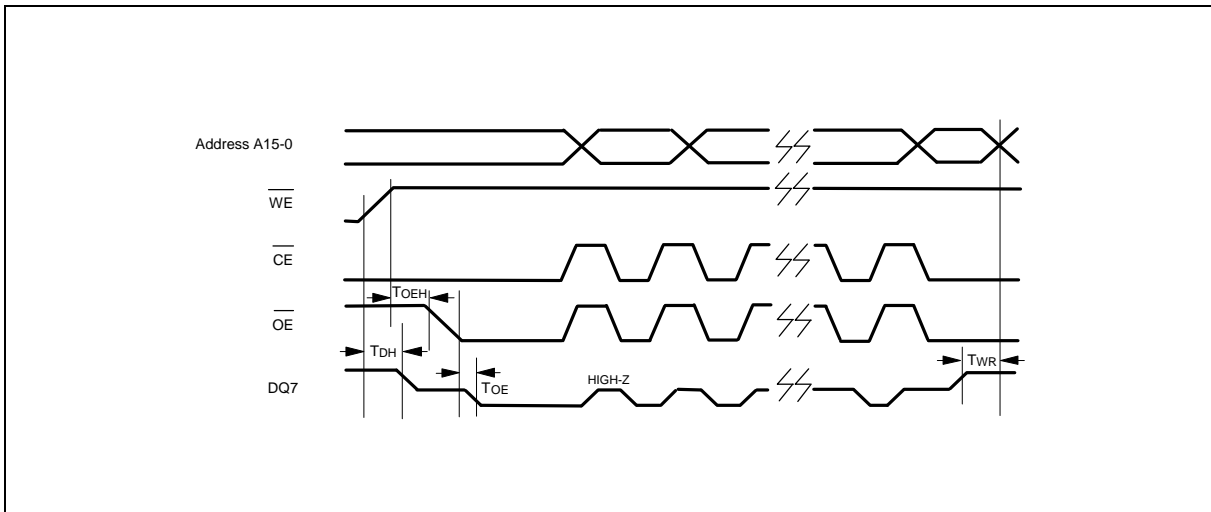 Address A15-0
WE
CE
TOEH
OE
TDH
TWR
TOE
HIGH-Z
DQ7